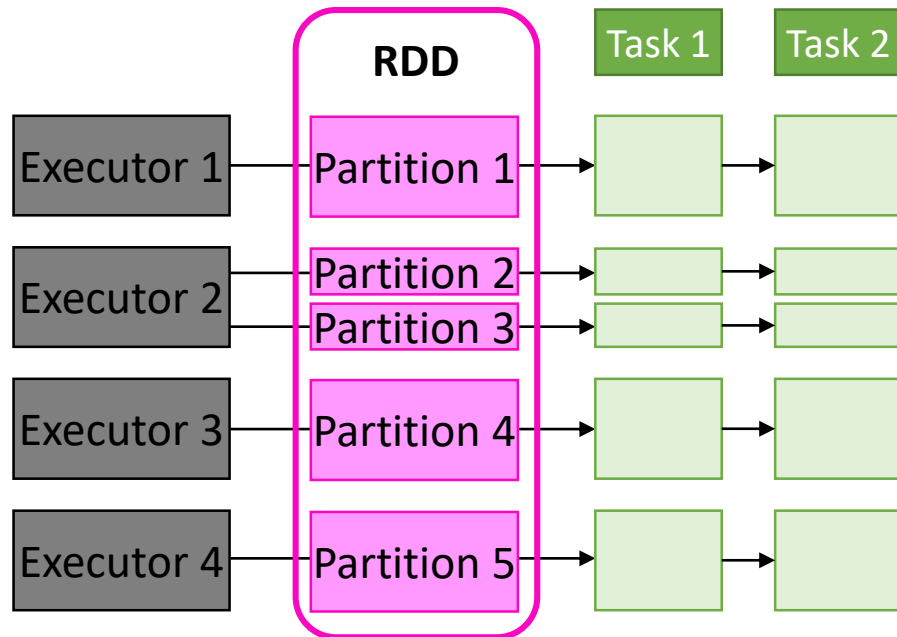 RDD
Task 1
Task 2
Executor 1
Partition 1
Executor 2
Partition 2
Partition 3
Executor 3
Partition 4
Executor 4
Partition 5